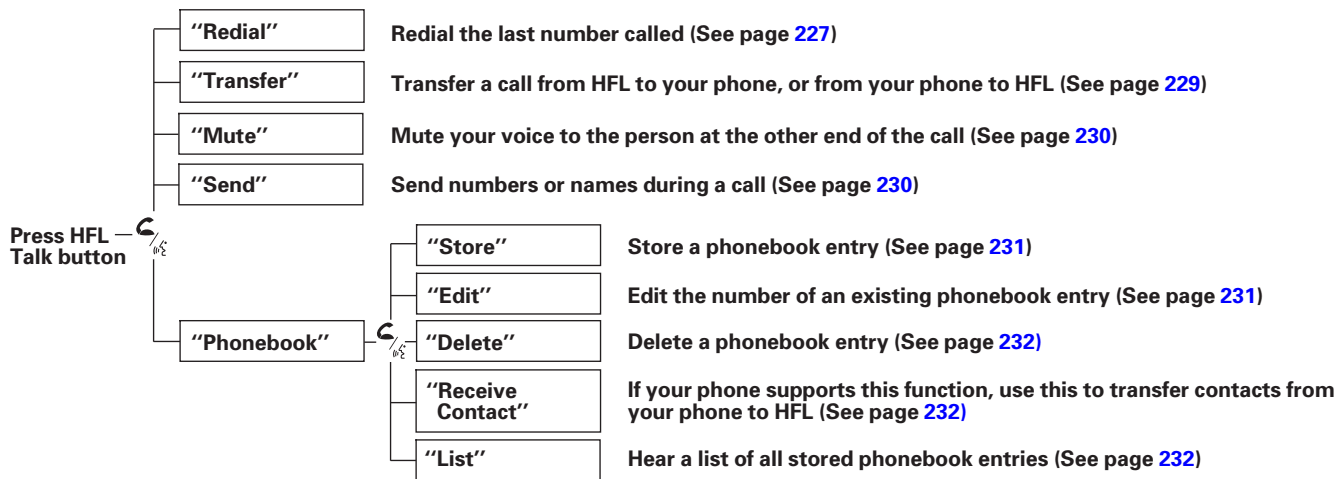 "Redial" Redial the last number called (See page 227)
"Transfer" Transfer a call from HFL to your phone, or from your phone to HFL (See page 229)
"Mute" Mute your voice to the person at the other end of the call (See page 230)
"Send" Send numbers or names during a call (See page 230)
Press HFL
Talk button
"Phonebook"
"Store" Store a phonebook entry (See page 231)
"Edit" Edit the number of an existing phonebook entry (See page 231)
"Delete" Delete a phonebook entry (See page 232)
"Receive
Contact"
If your phone supports this function, use this to transfer contacts from
your phone to HFL (See page 232)
"List" Hear a list of all stored phonebook entries (See page 232)